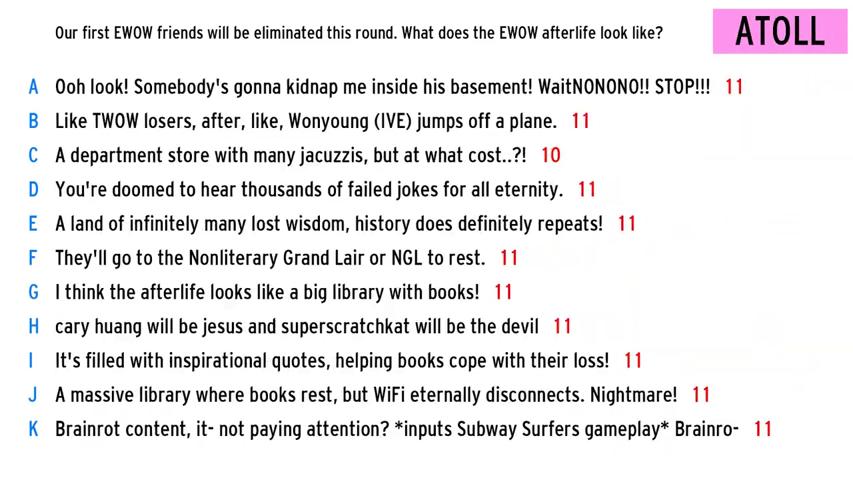 Our first EWOW friends will be eliminated this round. What does the EWOW afterlife look like?
ATOLL
A Ooh look! Somebody's gonna kidnap me inside his basement! WaitNONONO!! STOP!!! 11
B Like TWOW losers, after, like, Wonyoung (IVE) jumps off a plane. 11
C A department store with many jacuzzis, but at what cost..?! 10
D You're doomed to hear thousands of failed jokes for all eternity. 11
E A land of infinitely many lost wisdom, history does definitely repeats! 11
F They'll go to the Nonliterary Grand Lair or NGL to rest. 11
G I think the afterlife looks like a big library with books! 11
H cary huang will be jesus and superscratchkat will be the devil 11
I It's filled with inspirational quotes, helping books cope with their loss! 11
J A massive library where books rest, but WiFi eternally disconnects. Nightmare! 11
K Brainrot content, it- not paying attention? *inputs Subway Surfers gameplay* Brainro- 11